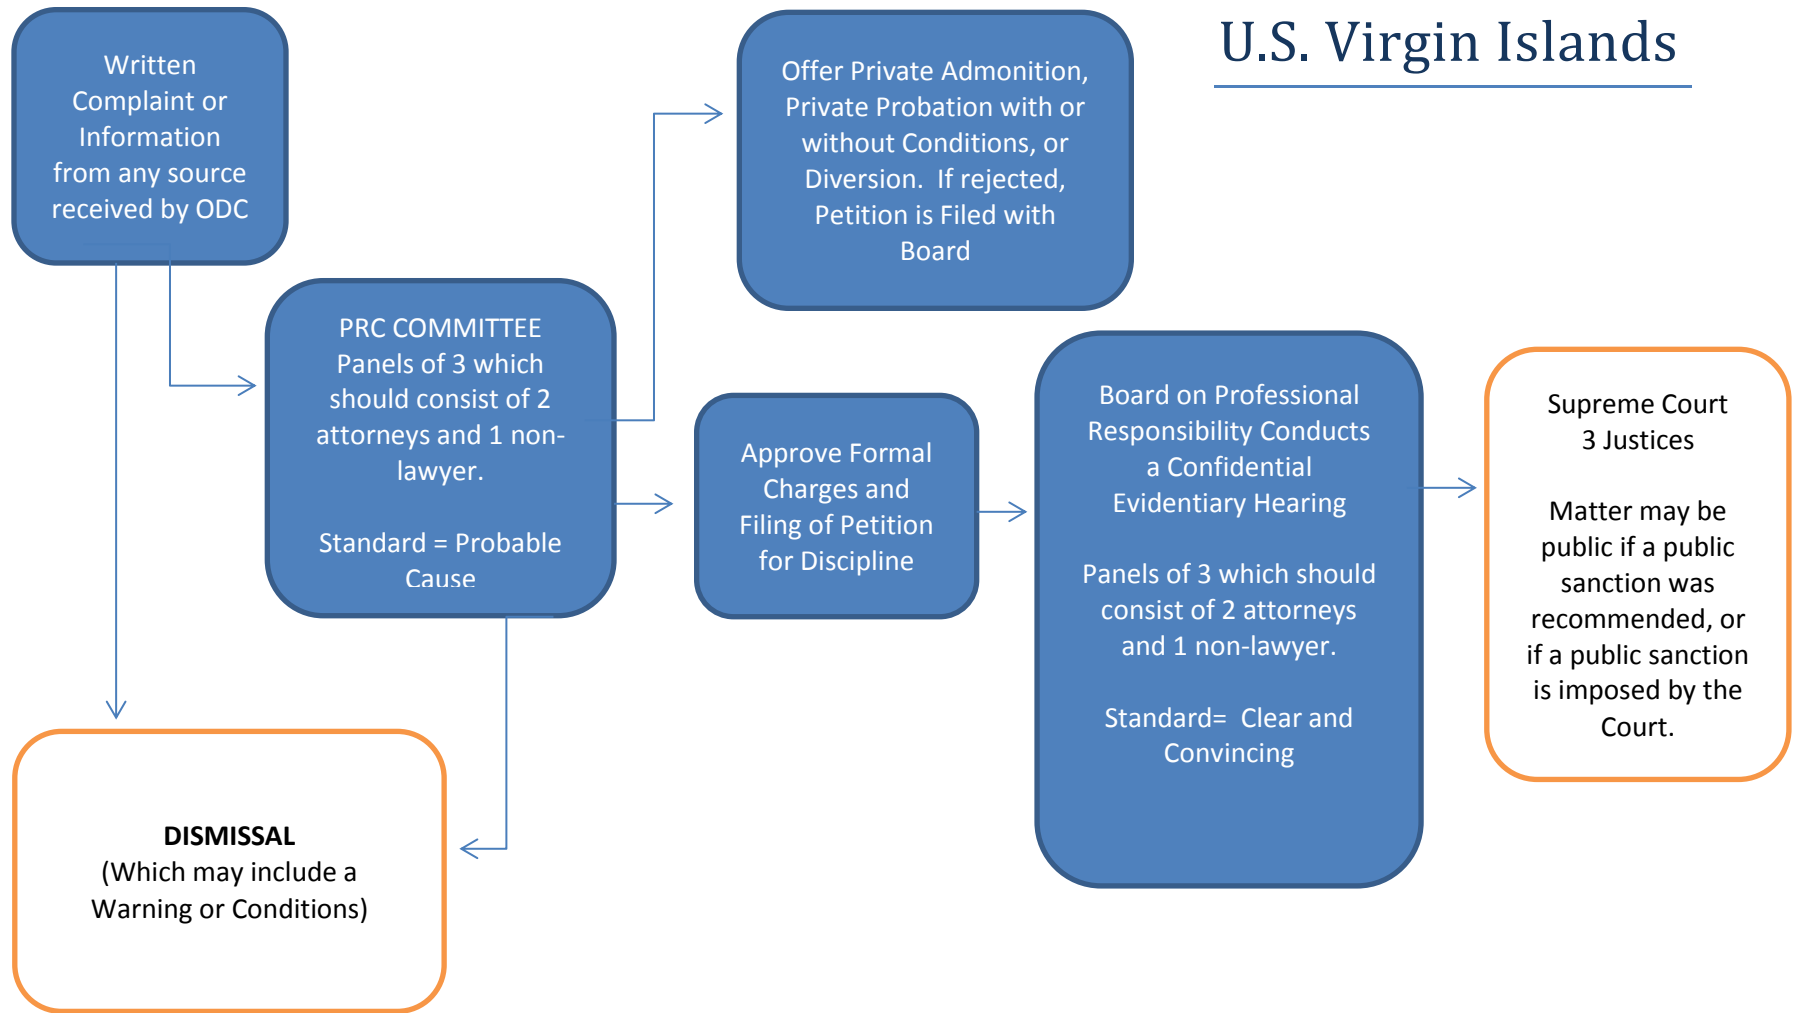 U.S. Virgin Islands
Written
Complaint or
Information
from any source
received by ODC
Offer Private Admonition,
Private Probation with or
without Conditions, or
Diversion.  If rejected,
Petition is Filed with
Board
PRC COMMITTEE
Panels of 3 which
should consist of 2
attorneys and 1 non-
lawyer.
Standard = Probable
Cause
Approve Formal
Charges and
Filing of Petition
for Discipline
Board on Professional
Responsibility Conducts
a Confidential
Evidentiary Hearing
Panels of 3 which should
consist of 2 attorneys
and 1 non-lawyer.
Standard=  Clear and
Convincing
Supreme Court
3 Justices
Matter may be
public if a public
sanction was
recommended, or
if a public sanction
is imposed by the
Court.
DISMISSAL
(Which may include a
Warning or Conditions)